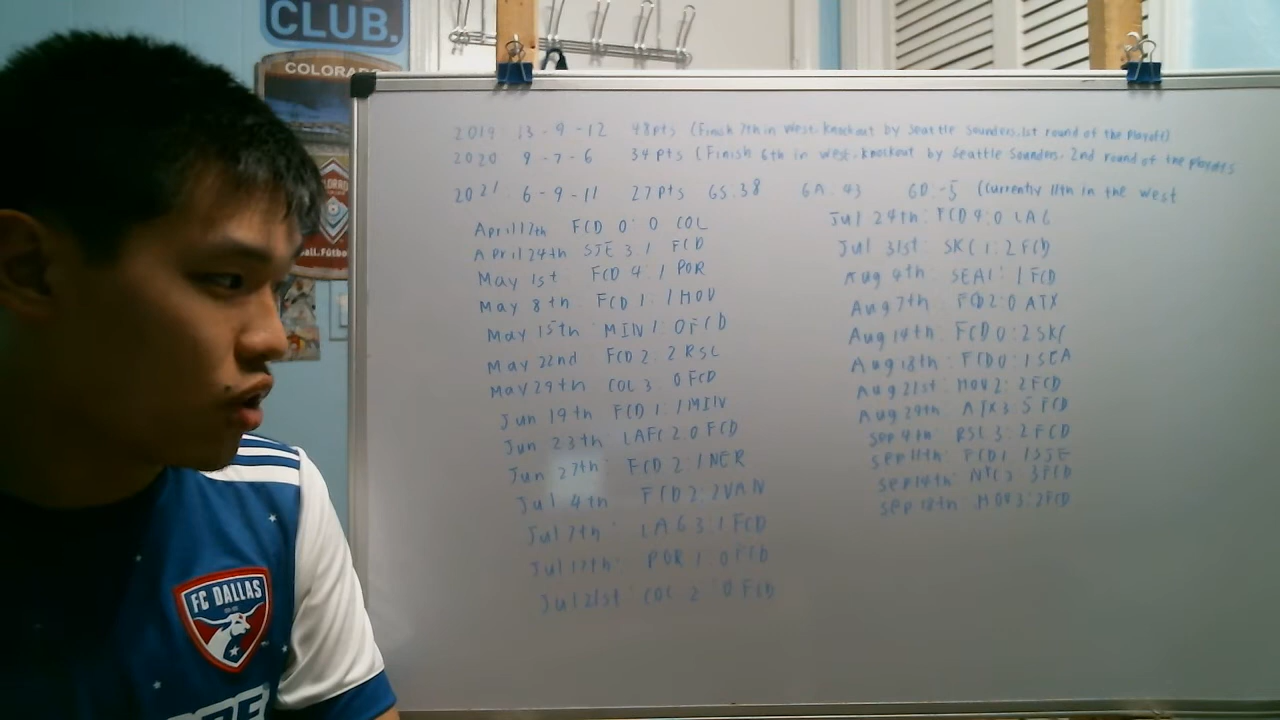 CLUB.
COLORA
2019 13-9-12 48pts (Finish 7th in West, knockout by Seattle Sounders, 1st round of the Playoff)
2020 9-7-6 34pts (Finish 6th in west. knockout by Seattle Sounders. 2nd round of the playoffs
2021 6-9-11 27Pts GS.38 GA.43 GD.-5 (Currently 11th in the west
April 17th FCD 0:0 COL
April 24th SJE 3:1 FCD
May 1st FCD 4:1 POR
May 8th FCD 1:1 HOU
May 15th MIN 1:0 FCD
May 22nd FCD 2:2 RSL
May 29th COL 3:0 FCD
Jun 19th FCD 1:1 MIN
Jun 23th LAFC 2:0 FCD
Jun 27th FCD 2:1 NER
Jul 4th FCD 2:2 VAN
Jul 7th LAG 3:1 FCD
Jul 17th POR 1:0 FCD
Jul 21st COL 2:0 FCD
Jul 24th: FCD 4:0 LAG
Jul 31st: SKC 1:2 FCD
Aug 4th SEA 1:1 FCD
Aug 7th FCD 2:0 ATX
Aug 14th FCD 0:2 SKC
Aug 18th: FCD 0:1 SEA
Aug 21st: HOU 2:2 FCD
Aug 29th ATX 3:5 FCD
Sep 4th RSL 3:2 FCD
Sep 11th FCD 1:1 SJE
Sep 14th: NYC 3 3 FCD
Sep 18th HOU 3:2 FCD
FC DALLAS